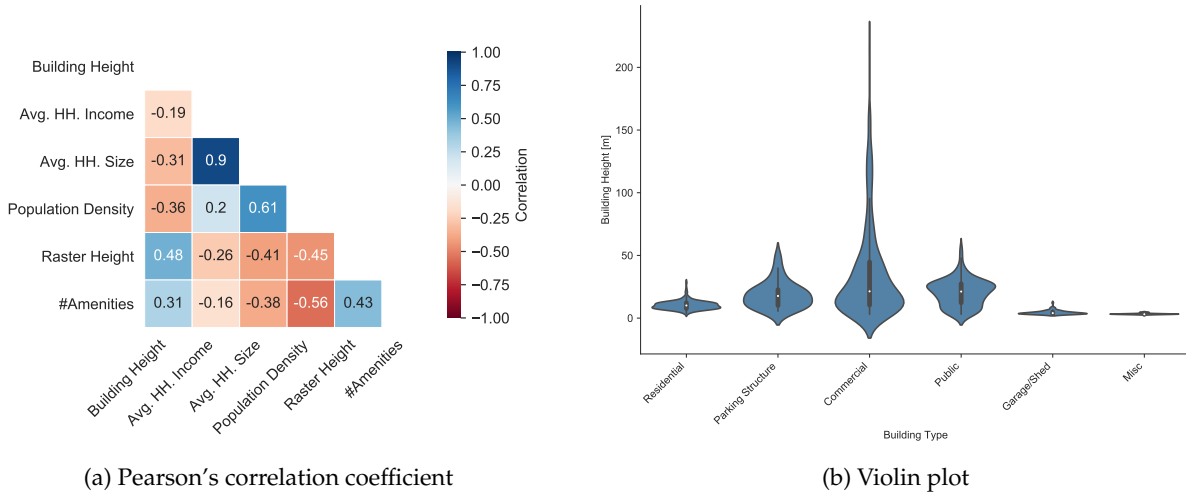 Building Height
Avg. HH. Income
-0.19
Avg. HH. Size
-0.31 0.9
Population Density
-0.36 0.2 0.61
Raster Height
0.48 -0.26 -0.41 -0.45
#Amenities
0.31 -0.16 -0.38 -0.56 0.43
Building Height
Avg. HH. Income
Avg. HH. Size
Population Density
Raster Height
#Amenities
1.00
0.75
0.50
0.25
0.00
−0.25
−0.50
−0.75
−1.00
Correlation
(a) Pearson's correlation coefficient
Building Height [m]
200
150
100
50
0
Residential
Parking Structure
Commercial
Public
Garage/Shed
Misc
Building Type
(b) Violin plot